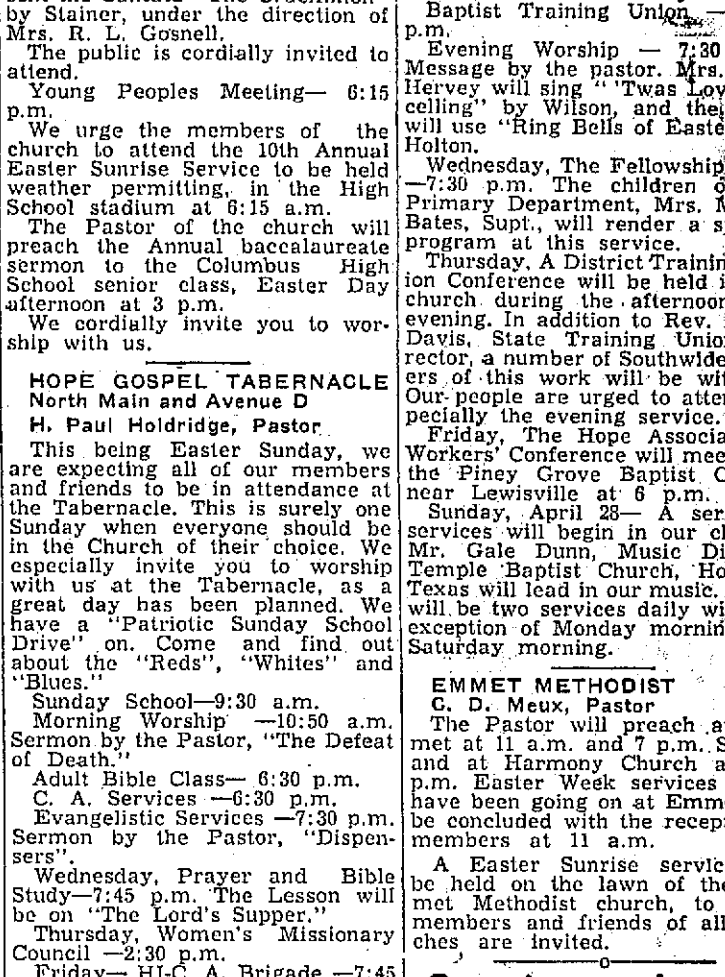 by Stainer, under the direction of
Mrs. R. L. Gosnell.
The public is cordially invited to
attend.
Young Peoples Meeting— 6:15
p.m.
We urge the members of the
church to attend the 10th Annual
Easter Sunrise Service to be held
weather permitting, in the High
School stadium at 6:15 a.m.
The Pastor of the church will
preach the Annual baccalaureate
sermon to the Columbus High
School senior class, Easter Day
afternoon at 3 p.m.
We cordially invite you to wor-
ship with us.
HOPE GOSPEL TABERNACLE
North Main and Avenue D
H. Paul Holdridge, Pastor
This being Easter Sunday, we
are expecting all of our members
and friends to be in attendance at
the Tabernacle. This is surely one
Sunday when everyone should be
in the Church of their choice. We
especially invite you to worship
with us at the Tabernacle, as a
great day has been planned. We
have a "Patriotic Sunday School
Drive" on. Come and find out
about the "Reds", "Whites" and
"Blues."
Sunday School—9:30 a.m.
Morning Worship —10:50 a.m.
Sermon by the Pastor, "The Defeat
of Death."
Adult Bible Class— 6:30 p.m.
C. A. Services —6:30 p.m.
Evangelistic Services —7:30 p.m.
Sermon by the Pastor, "Dispen-
sers".
Wednesday, Prayer and Bible
Study—7:45 p.m. The Lesson will
be on "The Lord's Supper."
Thursday, Women's Missionary
Council —2:30 p.m.
Friday— HI-C. A. Brigade —7:45
Baptist Training Union —
p.m.
Evening Worship — 7:30
Message by the pastor. Mrs.
Hervey will sing " 'Twas Lov
celling" by Wilson, and the
will use "Ring Bells of Easte
Holton.
Wednesday, The Fellowship
—7:30 p.m. The children o
Primary Department, Mrs. M
Bates, Supt., will render a s
program at this service.
Thursday, A District Trainin
ion Conference will be held i
church during the afternoon
evening. In addition to Rev.
Davis, State Training Unio
rector, a number of Southwide
ers of this work will be wit
Our people are urged to atte
pecially the evening service.
Friday, The Hope Associa
Workers' Conference will mee
the Piney Grove Baptist C
near Lewisville at 6 p.m.
Sunday, April 28— A ser
services will begin in our c
Mr. Gale Dunn, Music Di
Temple Baptist Church, Ho
Texas will lead in our music.
will be two services daily wi
exception of Monday mornin
Saturday morning.
EMMET METHODIST
C. D. Meux, Pastor
The Pastor will preach a
met at 11 a.m. and 7 p.m. S
and at Harmony Church a
p.m. Easter Week services
have been going on at Emm
be concluded with the recep
members at 11 a.m.
A Easter Sunrise servic
be held on the lawn of the
met Methodist church, to
members and friends of all
ches are invited.